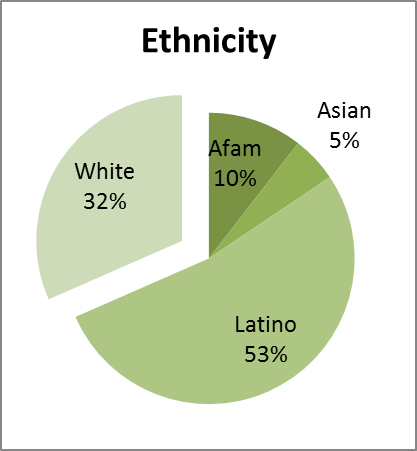 Ethnicity
Asian
5%
Afam
10%
White
32%
Latino
53%